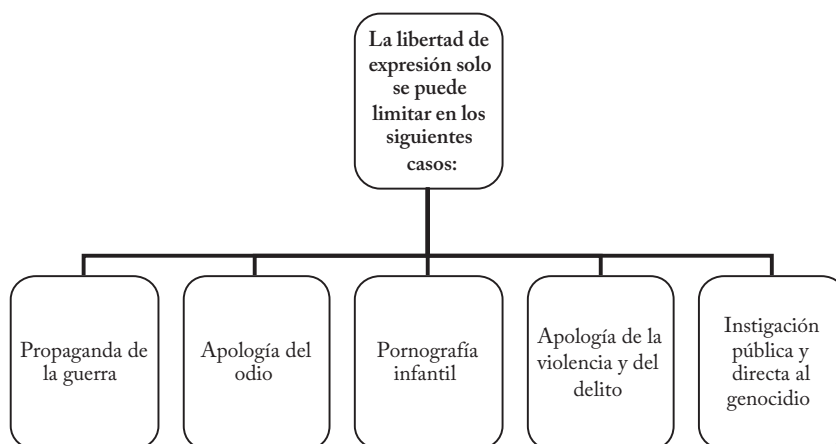 La libertad de
expresión solo
se puede
limitar en los
siguientes
casos:
Propaganda de
la guerra
Apología del
odio
Pornografía
infantil
Apología de la
violencia y del
delito
Instigación
pública y
directa al
genocidio